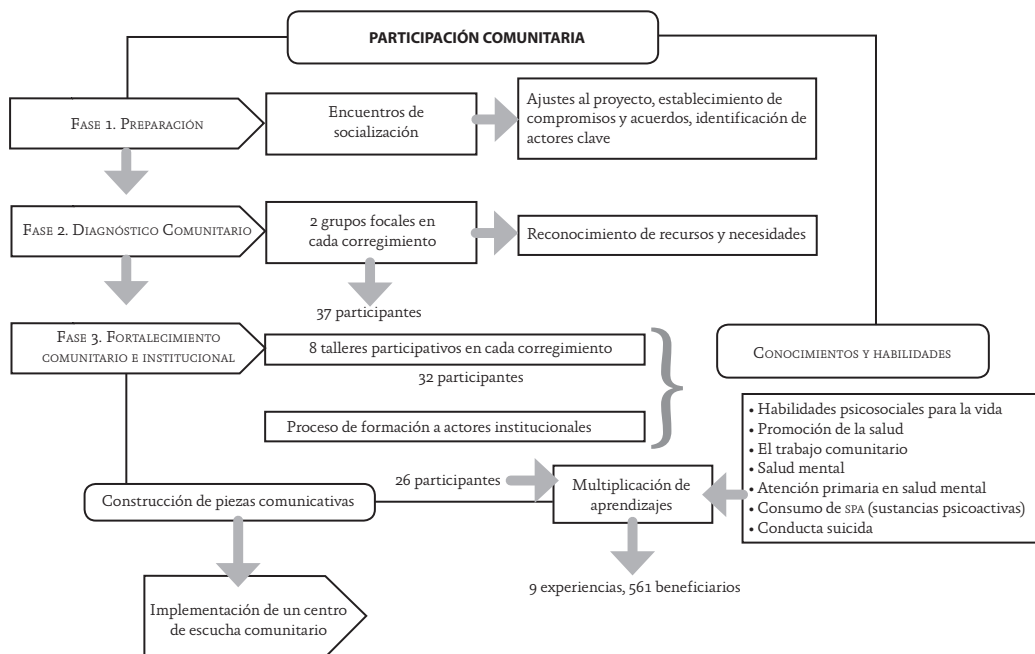 PARTICIPACIÓN COMUNITARIA
Fase 1. Preparación
Encuentros de
socialización
Ajustes al proyecto, establecimiento de
compromisos y acuerdos, identificación de
actores clave
Fase 2. Diagnóstico Comunitario
2 grupos focales en
cada corregimiento
Reconocimiento de recursos y necesidades
37 participantes
Fase 3. Fortalecimiento
comunitario e institucional
8 talleres participativos en cada corregimiento
32 participantes
Proceso de formación a actores institucionales
Conocimientos y habilidades
• Habilidades psicosociales para la vida
• Promoción de la salud
• El trabajo comunitario
• Salud mental
• Atención primaria en salud mental
• Consumo de spa (sustancias psicoactivas)
• Conducta suicida
26 participantes
Multiplicación de
aprendizajes
Construcción de piezas comunicativas
9 experiencias, 561 beneficiarios
Implementación de un centro
de escucha comunitario